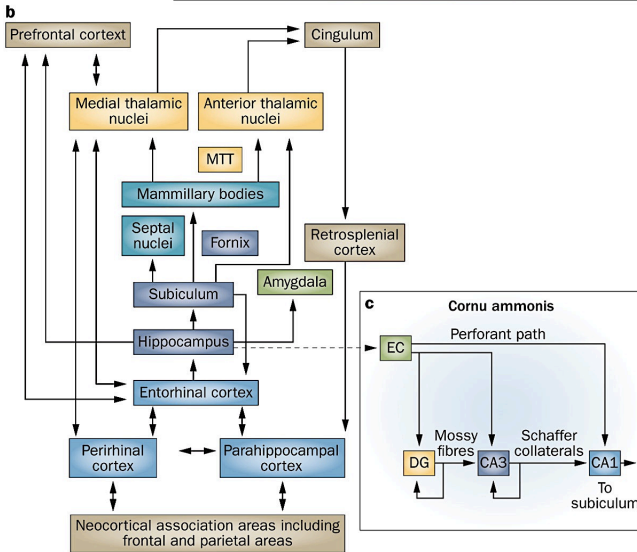 b
Prefrontal cortex
Cingulum
Medial thalamic
nuclei
Anterior thalamic
nuclei
MTT
Mammillary bodies
Septal
nuclei
Fornix
Retrosplenial
cortex
Amygdala
Subiculum
Hippocampus
Entorhinal cortex
Perirhinal
cortex
Parahippocampal
cortex
Neocortical association areas including
frontal and parietal areas
c
Cornu ammonis
Perforant path
EC
Mossy
fibres
Schaffer
collaterals
DG
CA3
CA1
To
subiculum